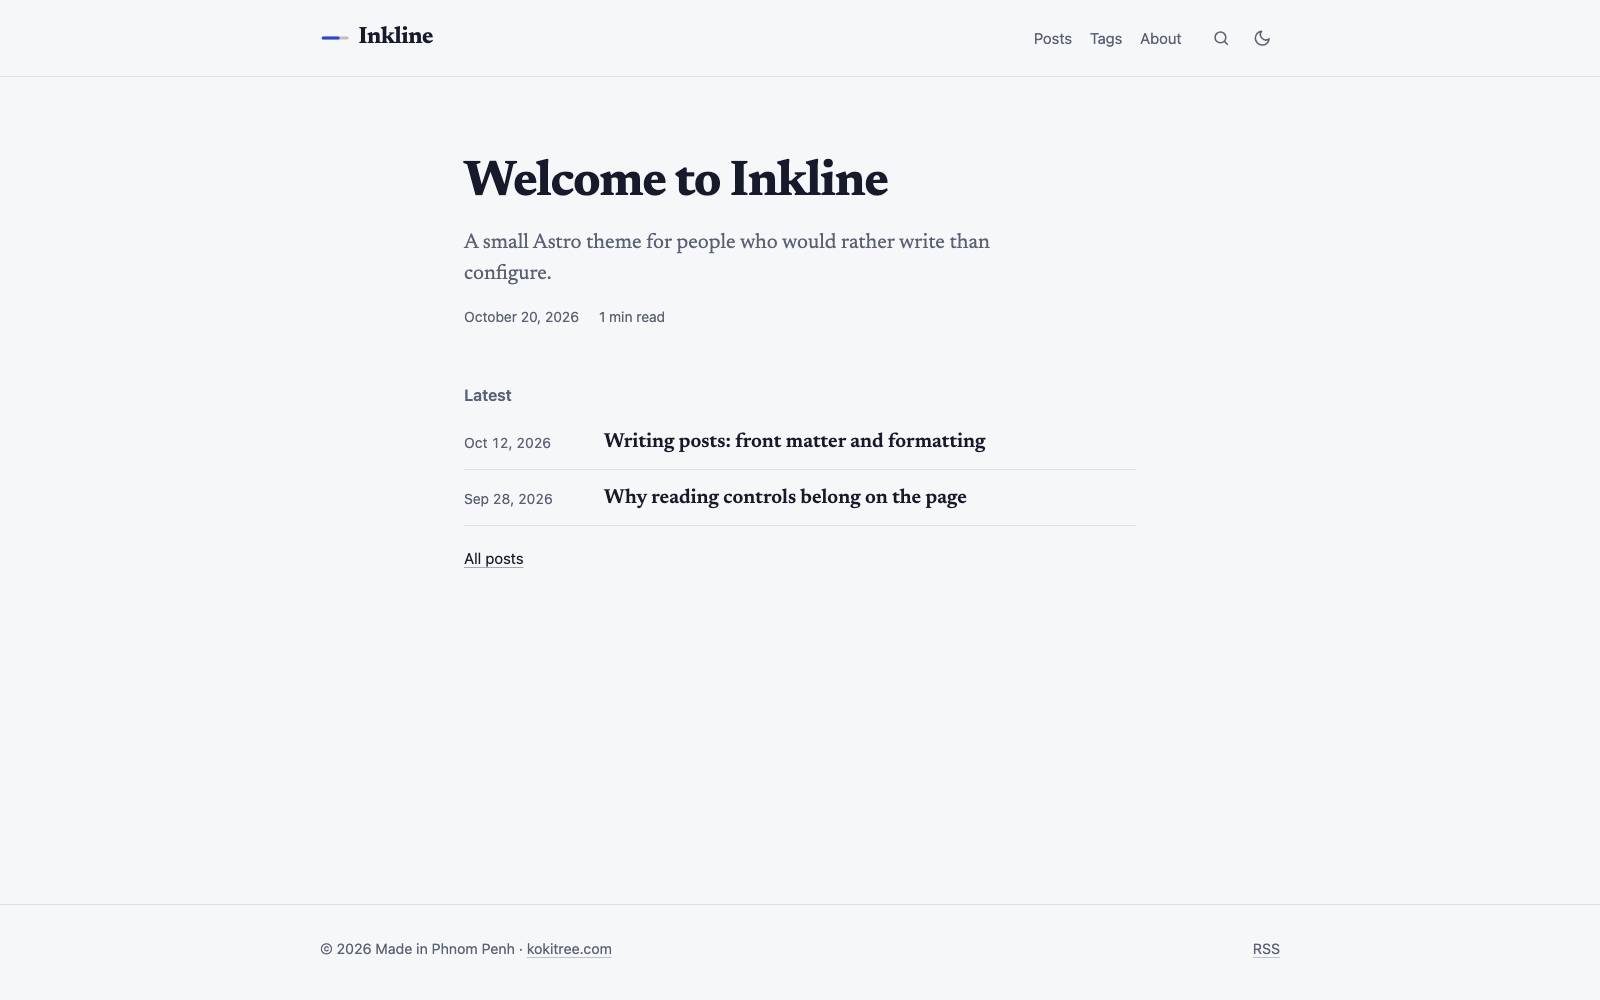 Inkline
Posts Tags About
Welcome to Inkline
A small Astro theme for people who would rather write than
configure.
October 20, 2026 1 min read
Latest
Oct 12, 2026 Writing posts: front matter and formatting
Sep 28, 2026 Why reading controls belong on the page
All posts
© 2026 Made in Phnom Penh · kokitree.com RSS